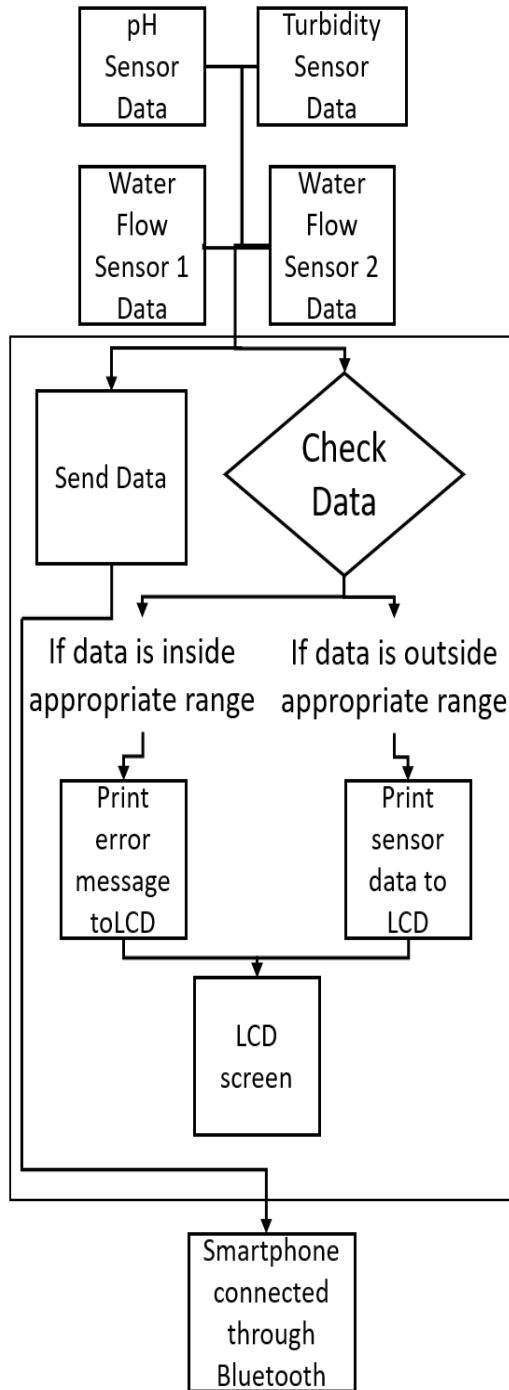 pH
Sensor
Data
Turbidity
Sensor
Data
Water
Flow
Sensor 1
Data
Water
Flow
Sensor 2
Data
Send Data
Check
Data
If data is inside
appropriate range
If data is outside
appropriate range
Print
error
message
toLCD
Print
sensor
data to
LCD
LCD
screen
Smartphone
connected
through
Bluetooth